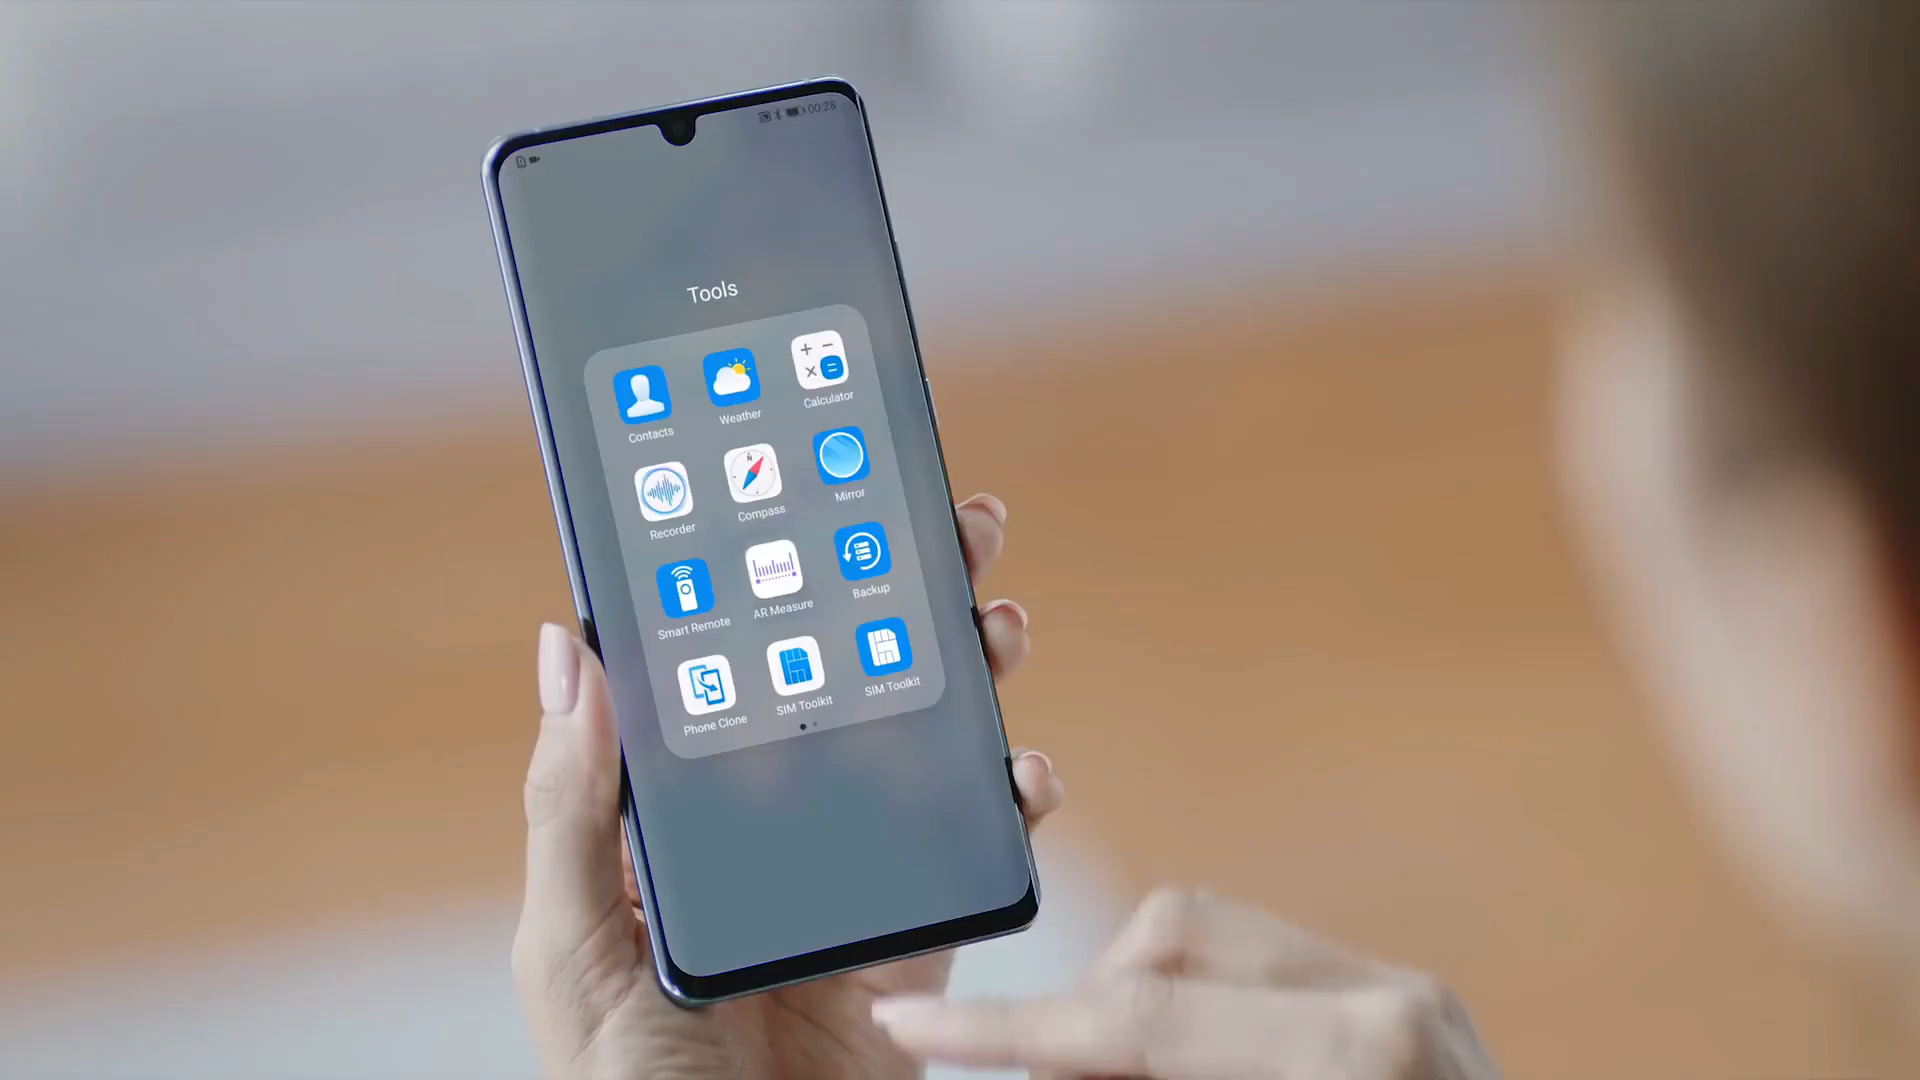 00:28
Tools
Contacts
Weather
Calculator
Recorder
N
Compass
Mirror
Smart Remote
AR Measure
Backup
Phone Clone
SIM Toolkit
SIM Toolkit